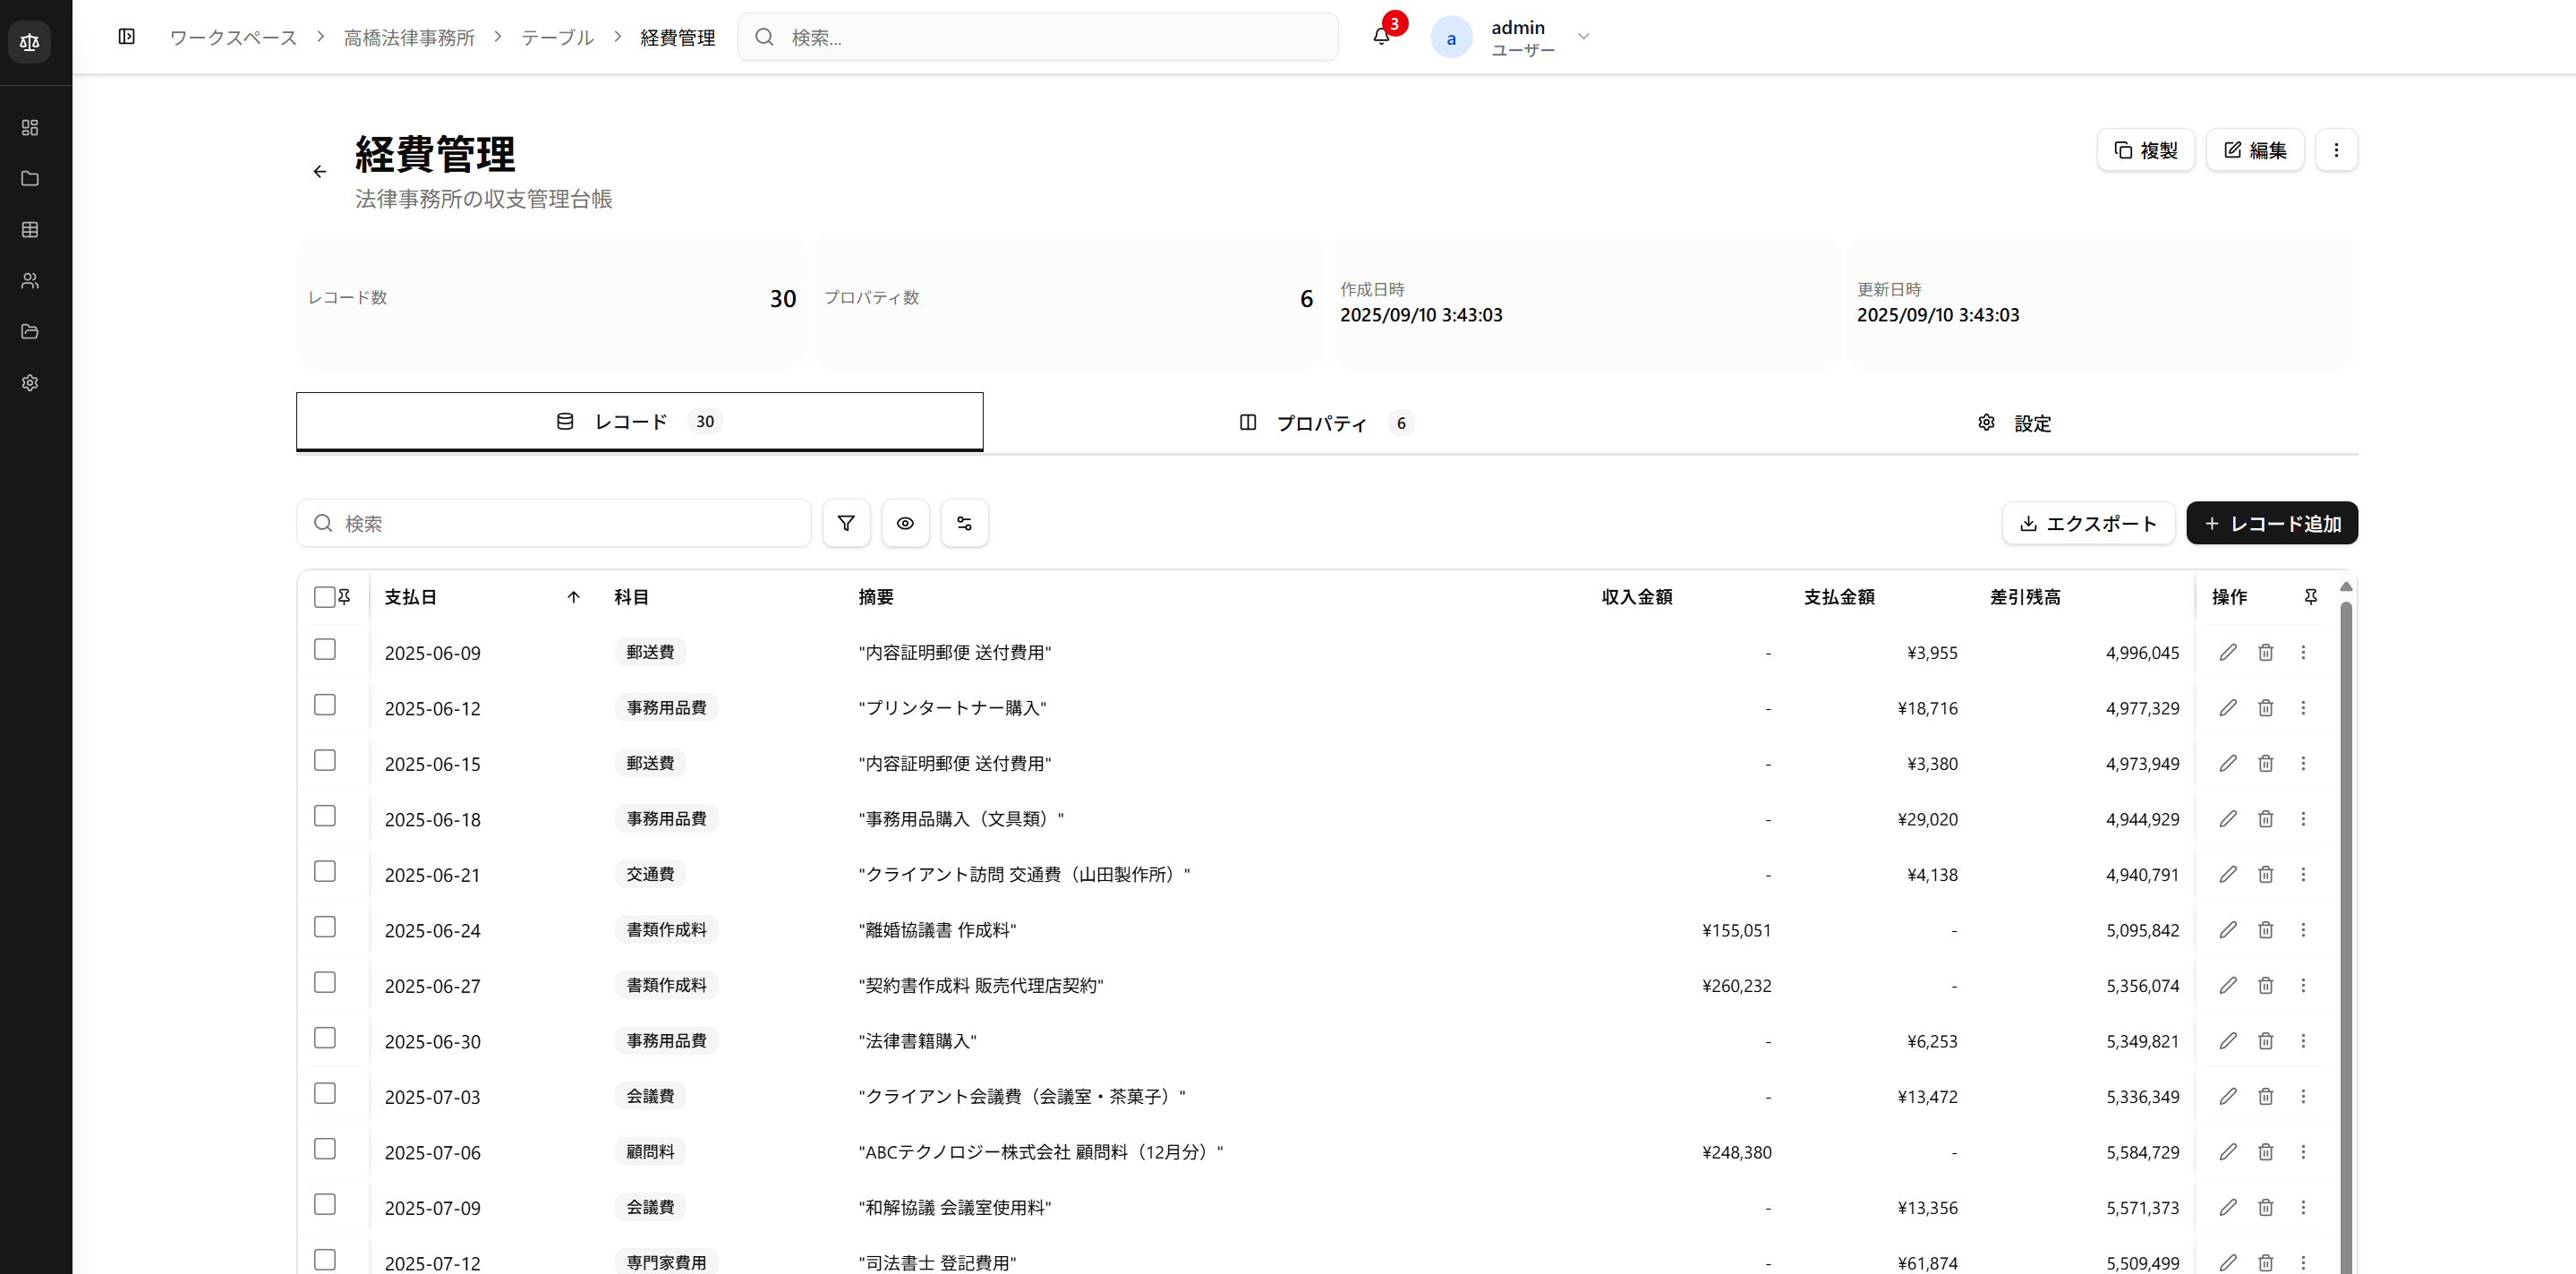 ワークスペース > 高橋法律事務所 > テーブル > 経費管理
検索...
3
a
admin
ユーザー
経費管理
法律事務所の収支管理台帳
複製
編集
レコード数 30
プロパティ数 6
作成日時
2025/09/10 3:43:03
更新日時
2025/09/10 3:43:03
レコード 30
プロパティ 6
設定
検索
エクスポート
+ レコード追加
支払日 科目 摘要 収入金額 支払金額 差引残高 操作
2025-06-09 郵送費 "内容証明郵便 送付費用" - ¥3,955 4,996,045
2025-06-12 事務用品費 "プリンタートナー購入" - ¥18,716 4,977,329
2025-06-15 郵送費 "内容証明郵便 送付費用" - ¥3,380 4,973,949
2025-06-18 事務用品費 "事務用品購入（文具類）" - ¥29,020 4,944,929
2025-06-21 交通費 "クライアント訪問 交通費（山田製作所）" - ¥4,138 4,940,791
2025-06-24 書類作成料 "離婚協議書 作成料" ¥155,051 - 5,095,842
2025-06-27 書類作成料 "契約書作成料 販売代理店契約" ¥260,232 - 5,356,074
2025-06-30 事務用品費 "法律書籍購入" - ¥6,253 5,349,821
2025-07-03 会議費 "クライアント会議費（会議室・茶菓子）" - ¥13,472 5,336,349
2025-07-06 顧問料 "ABCテクノロジー株式会社 顧問料（12月分）" ¥248,380 - 5,584,729
2025-07-09 会議費 "和解協議 会議室使用料" - ¥13,356 5,571,373
2025-07-12 専門家費用 "司法書士 登記費用" - ¥61,874 5,509,499